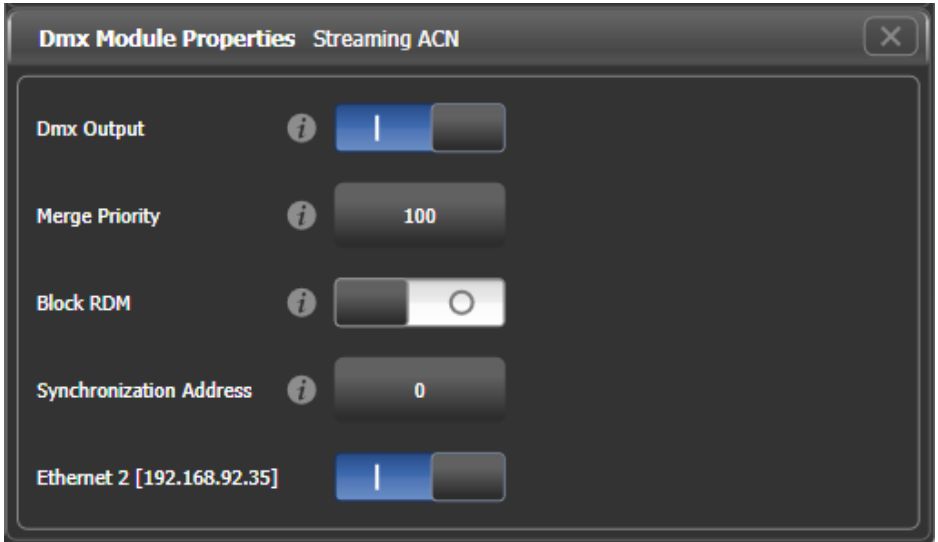 Dmx Module Properties Streaming ACN
Dmx Output
Merge Priority 100
Block RDM
Synchronization Address 0
Ethernet 2 [192.168.92.35]